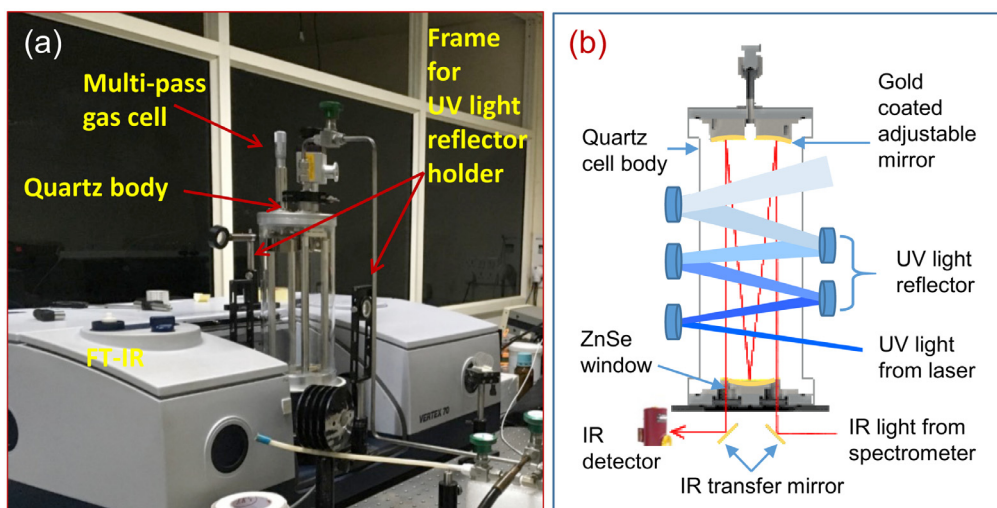 (a)
Multi-pass
gas cell
Quartz body
Frame
for
UV light
reflector
holder
FT-IR
VERTEX 70
(b)
Quartz
cell body
Gold
coated
adjustable
mirror
UV light
reflector
ZnSe
window
UV light
from laser
IR
detector
IR light from
spectrometer
IR transfer mirror